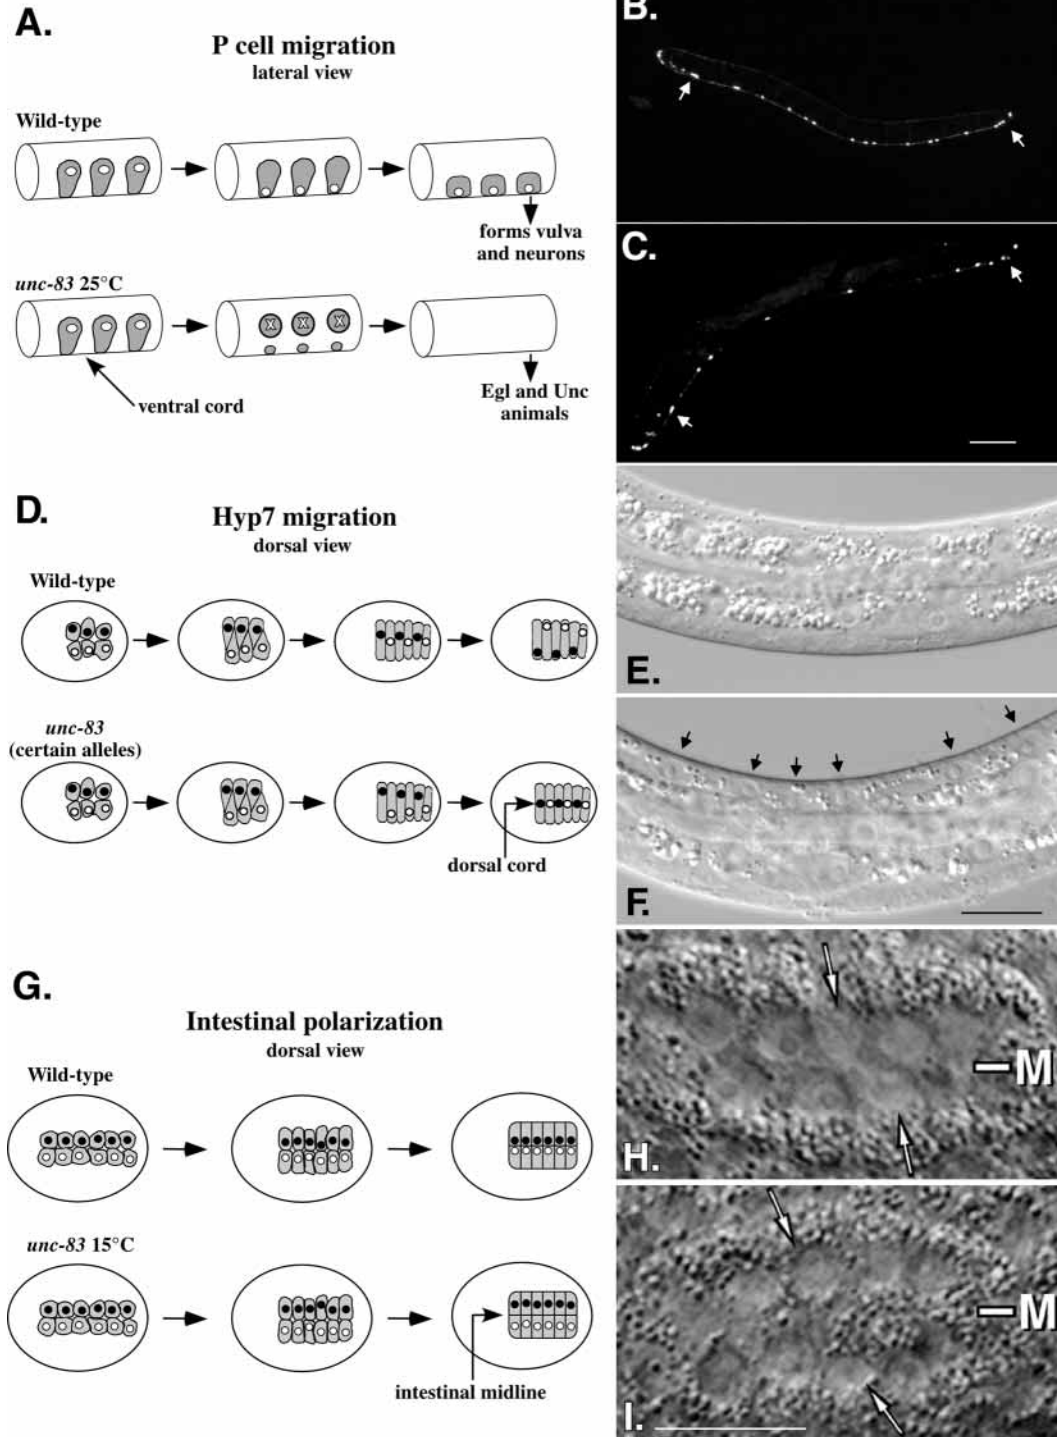 A.
P cell migration
lateral view
Wild-type
forms vulva
and neurons
unc-83 25°C
X X X
Egl and Unc
animals
ventral cord
B.
C.
D.
Hyp7 migration
dorsal view
Wild-type
unc-83
(certain alleles)
dorsal cord
E.
F.
G.
Intestinal polarization
dorsal view
Wild-type
unc-83 15°C
intestinal midline
M
H.
M
I.